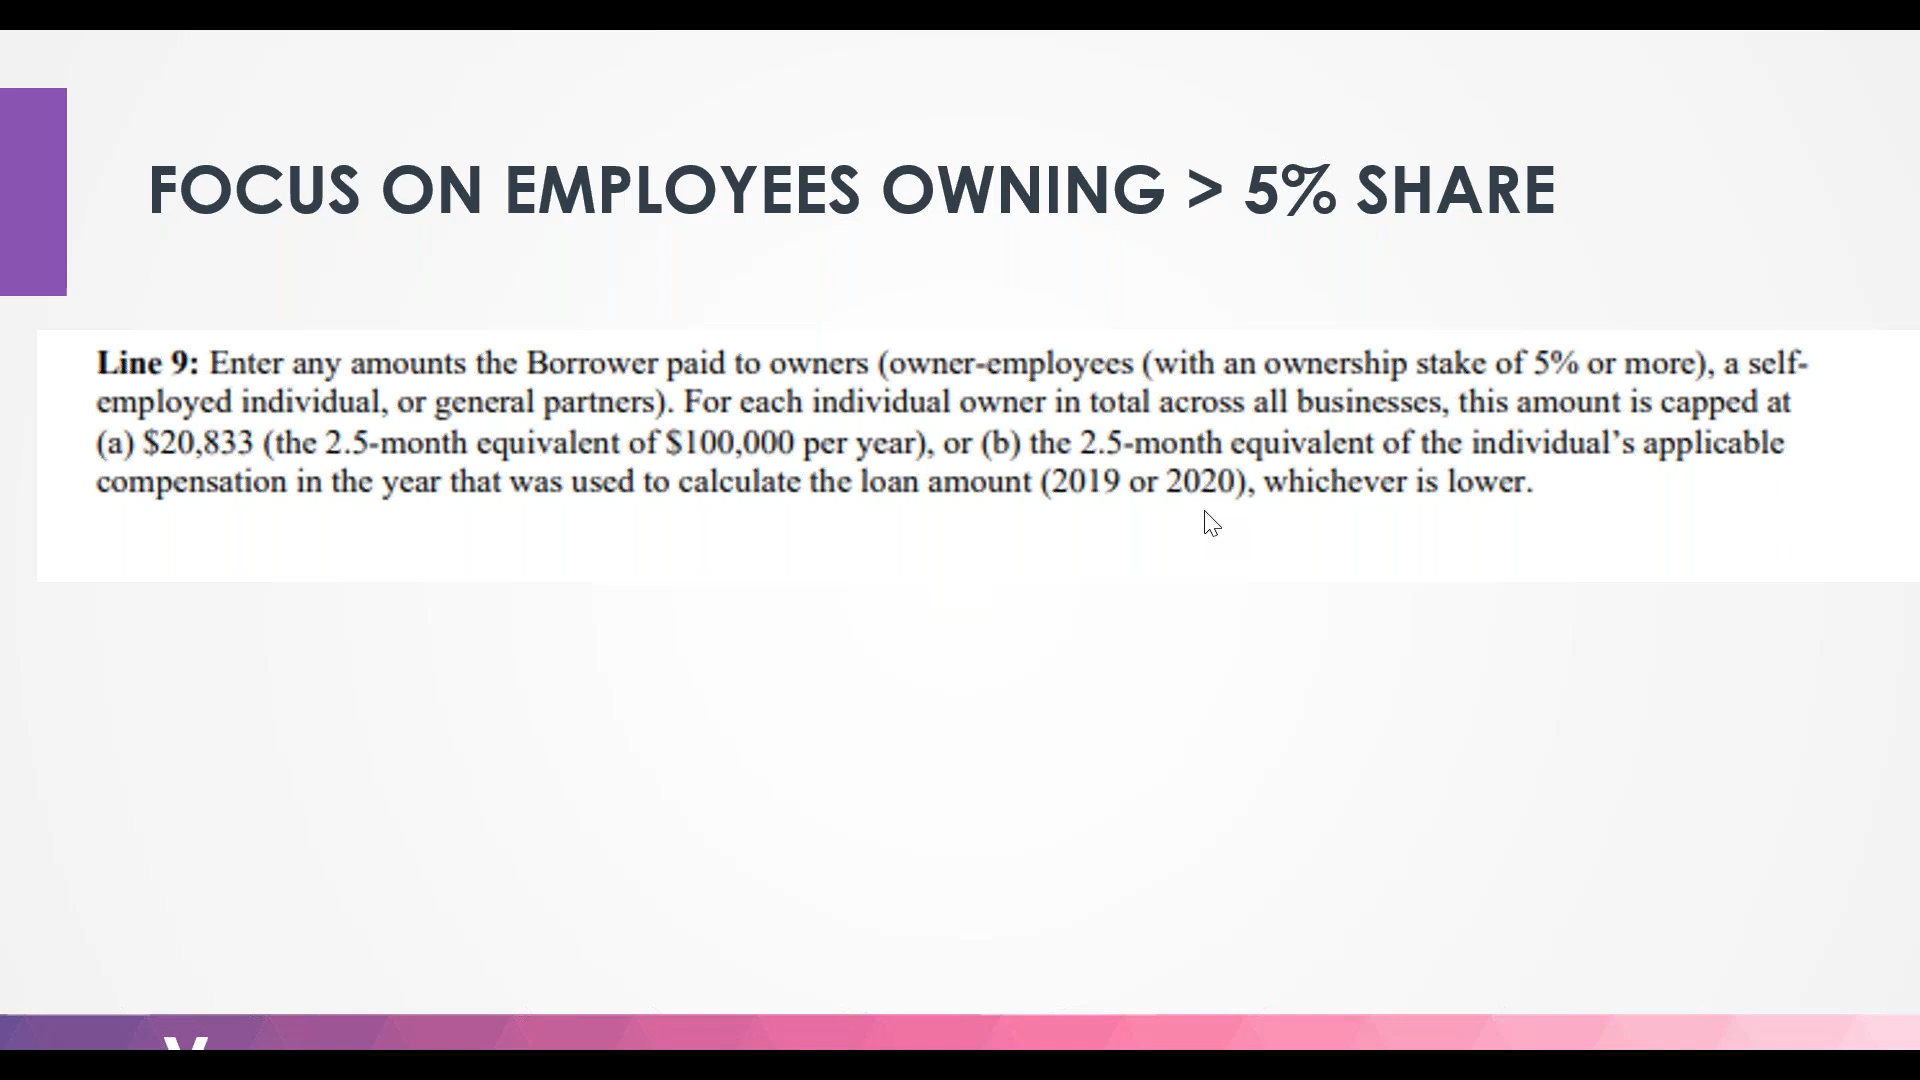 FOCUS ON EMPLOYEES OWNING > 5% SHARE
Line 9: Enter any amounts the Borrower paid to owners (owner-employees (with an ownership stake of 5% or more), a self-
employed individual, or general partners). For each individual owner in total across all businesses, this amount is capped at
(a) $20,833 (the 2.5-month equivalent of $100,000 per year), or (b) the 2.5-month equivalent of the individual’s applicable
compensation in the year that was used to calculate the loan amount (2019 or 2020), whichever is lower.